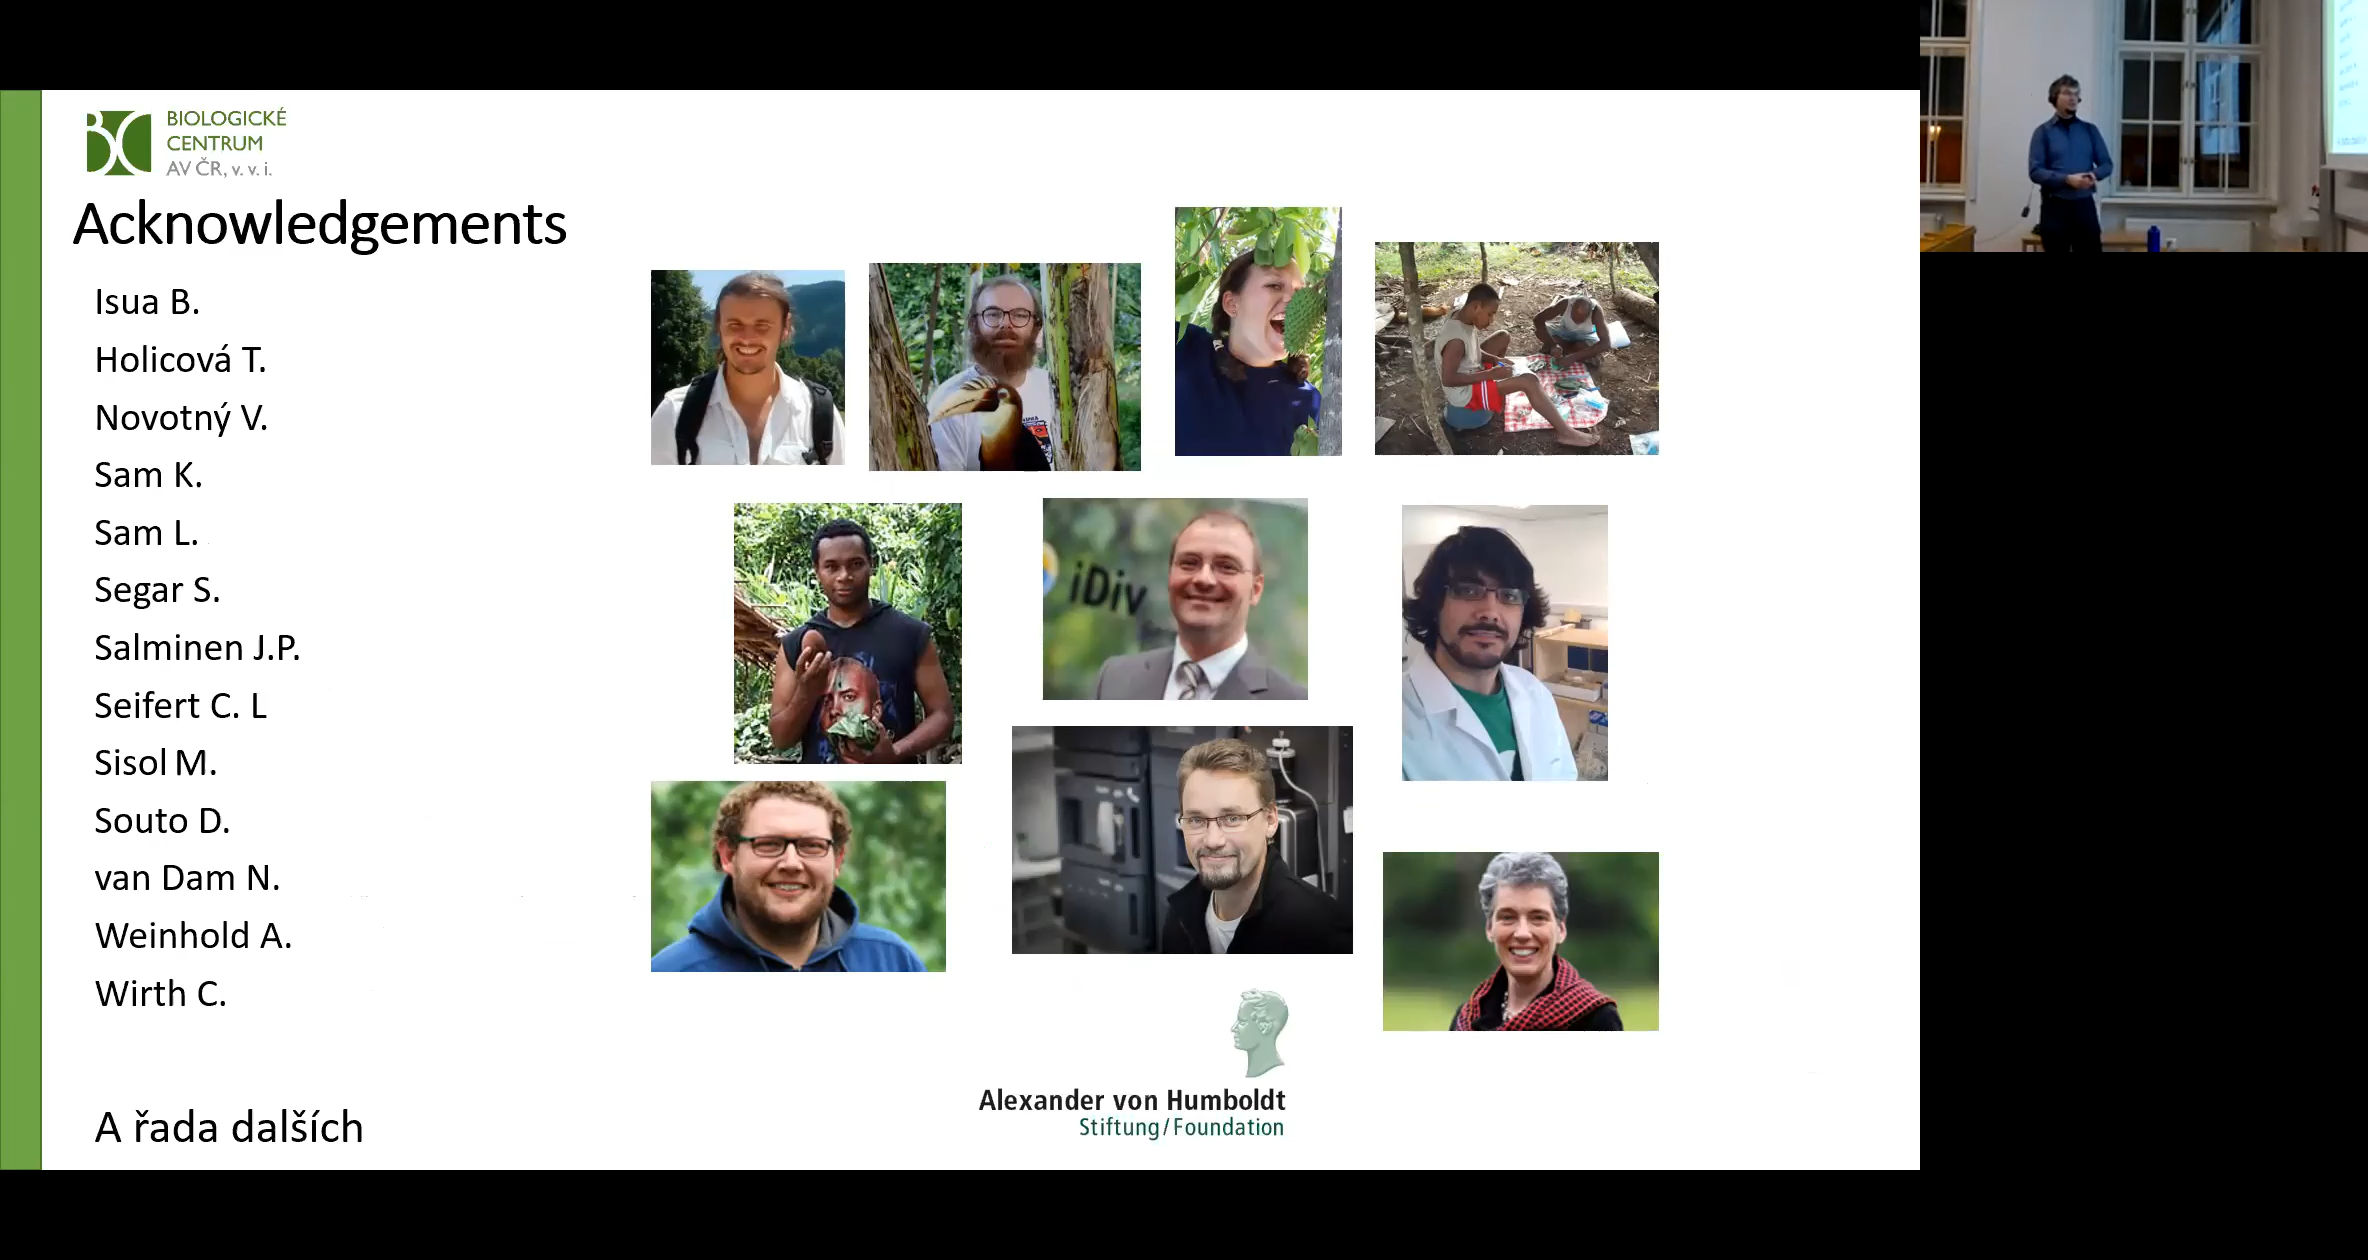 BIOLOGICKÉ
CENTRUM
AV ČR, v. v. i.
Acknowledgements
Isua B.
Holicová T.
Novotný V.
Sam K.
Sam L.
Segar S.
Salminen J.P.
Seifert C. L
Sisol M.
Souto D.
van Dam N.
Weinhold A.
Wirth C.
A řada dalších
iDiv
Alexander von Humboldt
Stiftung/Foundation